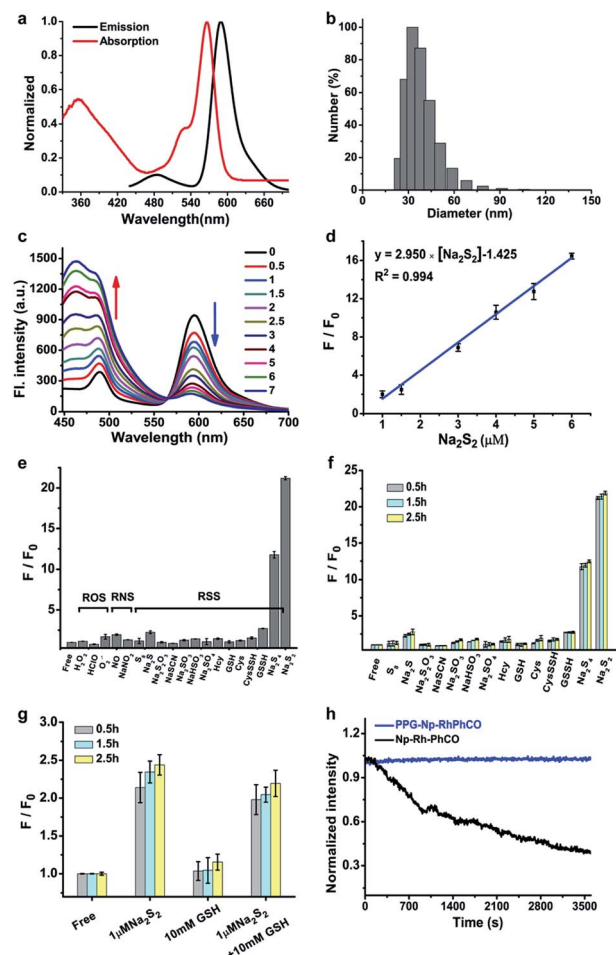 a
Emission
Absorption
1.0
0.8
0.6
0.4
0.2
0.0
Normalized
360 420 480 540 600 660
Wavelength(nm)
b
100
80
60
40
20
0
Number (%)
0 30 60 90 120 150
Diameter (nm)
c
0
0.5
1
1.5
2
2.5
3
4
5
6
7
1500
1350
1200
1050
900
750
600
450
300
150
0
Fl. intensity (a.u.)
450 500 550 600 650 700
Wavelength (nm)
d
y = 2.950 × [Na₂S₂]-1.425
R² = 0.994
16
12
8
4
0
F / F₀
1 2 3 4 5 6
Na₂S₂ (μM)
e
20
15
10
5
F / F₀
ROS RNS RSS
Free
H₂O₂
HClO
O₂⁻
NO
NaNO₂
S₈
Na₂S
Na₂S₂O₃
NaSCN
Na₂SO₃
NaHSO₃
Na₂SO₄
Hcy
GSH
Cys
CysSSH
GSSH
Na₂S₄
Na₂S₂
f
0.5h
1.5h
2.5h
25
20
15
10
5
F / F₀
Free
S₈
Na₂S
Na₂S₂O₃
NaSCN
Na₂SO₃
NaHSO₃
Na₂SO₄
Hcy
GSH
Cys
CysSSH
GSSH
Na₂S₄
Na₂S₂
g
0.5h
1.5h
2.5h
3.0
2.5
2.0
1.5
1.0
F / F₀
Free
1μMNa₂S₂
10mM GSH
1μMNa₂S₂
+10mM GSH
h
PPG-Np-RhPhCO
Np-Rh-PhCO
1.2
0.9
0.6
0.3
Normalized intensity
0 700 1400 2100 2800 3500
Time (s)